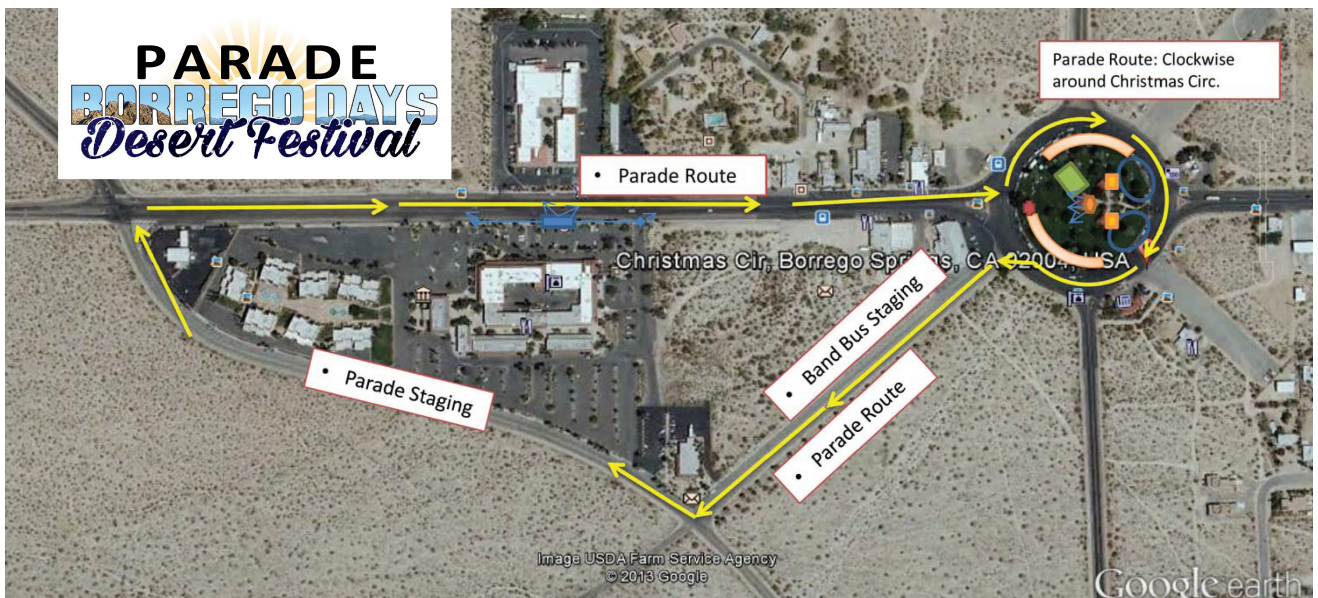 PARADE
BORREGO DAYS
Desert Festival
Parade Route: Clockwise
around Christmas Circ.
• Parade Route
Christmas Cir, Borrego Springs, CA 92004, USA
• Band Bus Staging
• Parade Staging
• Parade Route
Image USDA Farm Service Agency
© 2013 Google
Google earth